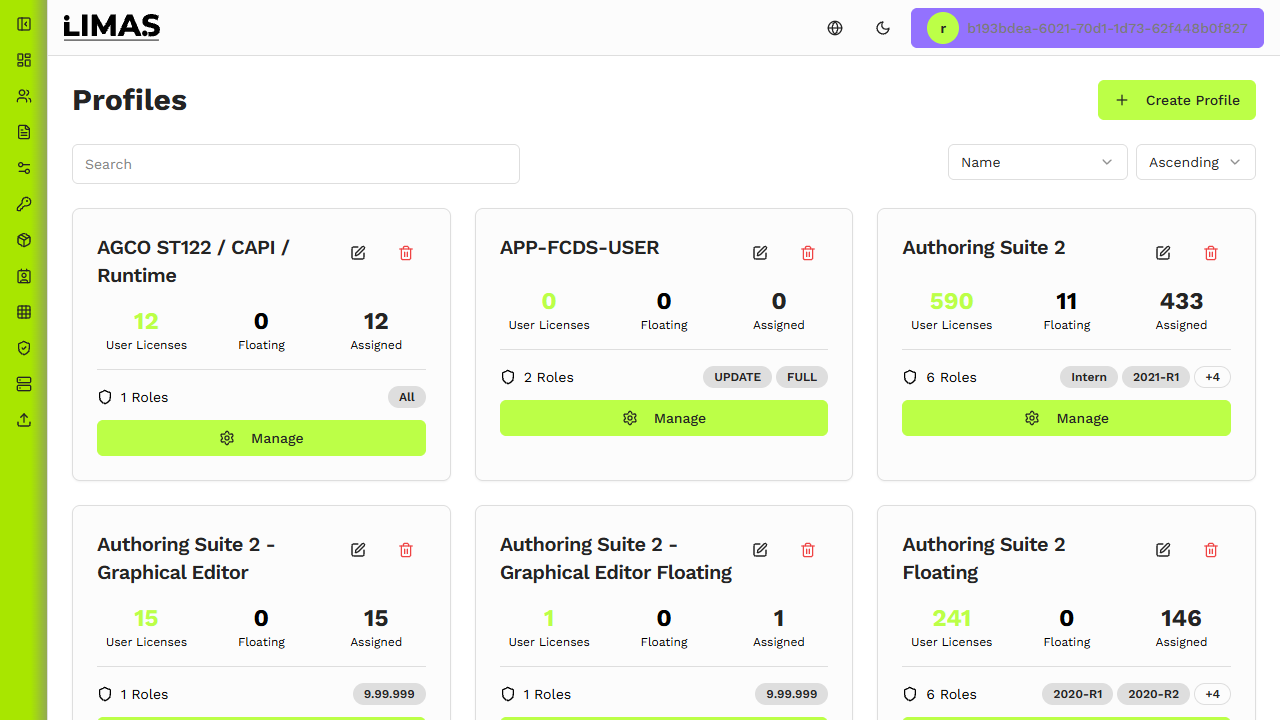 LIMAS
r b193bdea-6021-70d1-1d73-62f448b0f827
Profiles
Create Profile
Search
Name
Ascending
AGCO ST122 / CAPI /
Runtime
12 0 12
User Licenses Floating Assigned
1 Roles All
Manage
APP-FCDS-USER
0 0 0
User Licenses Floating Assigned
2 Roles UPDATE FULL
Manage
Authoring Suite 2
590 11 433
User Licenses Floating Assigned
6 Roles Intern 2021-R1 +4
Manage
Authoring Suite 2 -
Graphical Editor
15 0 15
User Licenses Floating Assigned
1 Roles 9.99.999
Authoring Suite 2 -
Graphical Editor Floating
1 0 1
User Licenses Floating Assigned
1 Roles 9.99.999
Authoring Suite 2
Floating
241 0 146
User Licenses Floating Assigned
6 Roles 2020-R1 2020-R2 +4